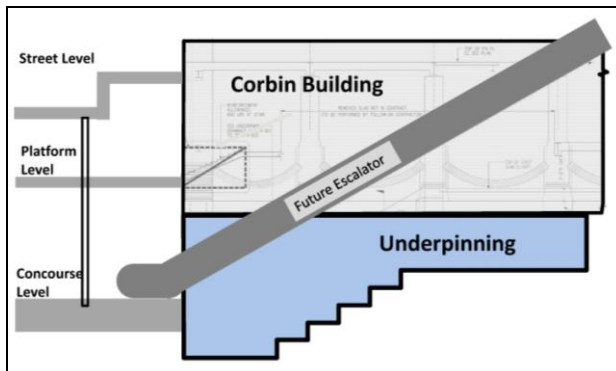 Street Level
Corbin Building
Platform
Level
Future Escalator
Underpinning
Concourse
Level